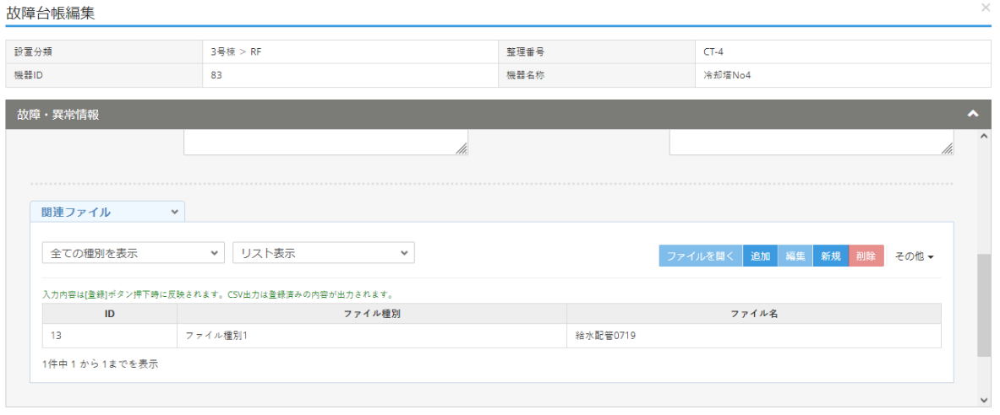 故障台帳編集
設置分類 3号棟 ＞ RF 整理番号 CT-4
機器ID 83 機器名称 冷却塔No4
故障・異常情報
関連ファイル
全ての種別を表示 リスト表示 ファイルを開く 追加 編集 新規 削除 その他
入力内容は[登録]ボタン押下時に反映されます。CSV出力は登録済みの内容が出力されます。
ID ファイル種別 ファイル名
13 ファイル種別1 給水配管0719
1件中 1 から 1までを表示